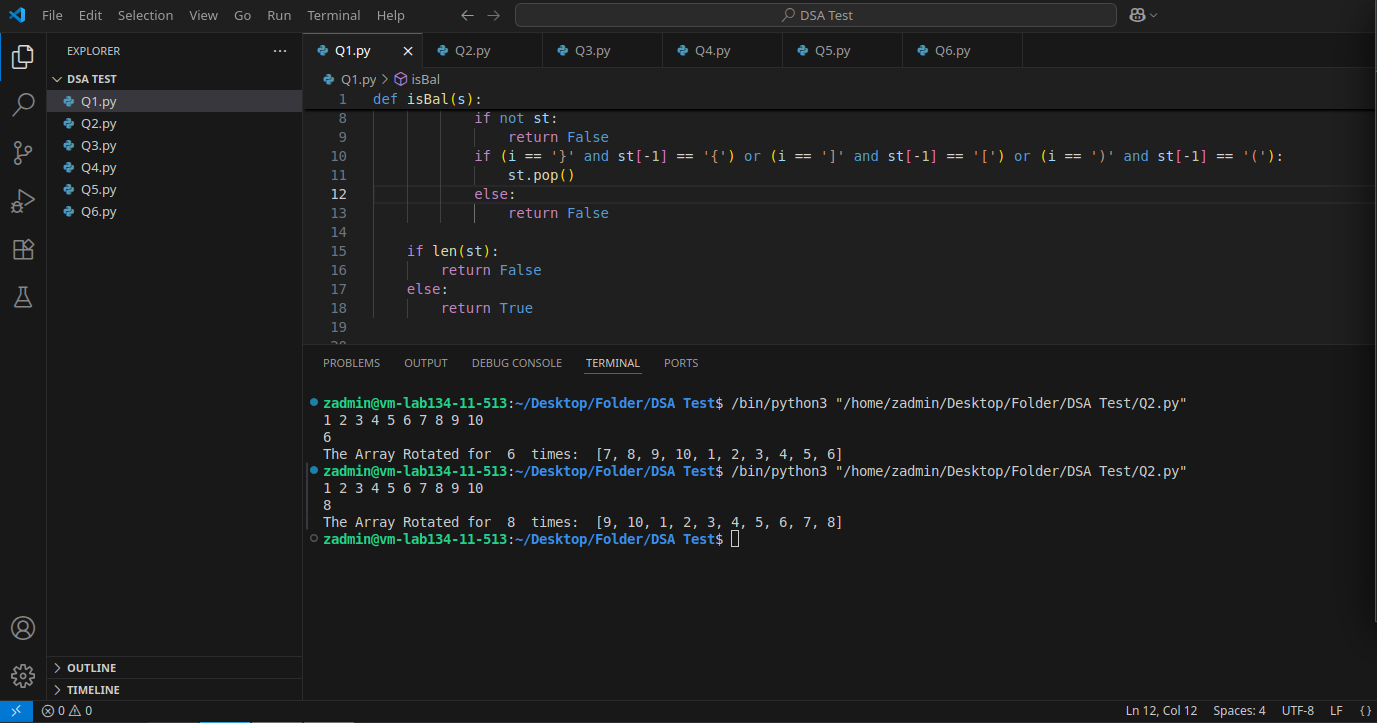 File Edit Selection View Go Run Terminal Help DSA Test
EXPLORER
DSA TEST
Q1.py
Q2.py
Q3.py
Q4.py
Q5.py
Q6.py
OUTLINE
TIMELINE
Q1.py Q2.py Q3.py Q4.py Q5.py Q6.py
Q1.py > isBal
1 def isBal(s):
8 if not st:
9 return False
10 if (i == '}' and st[-1] == '{') or (i == ']' and st[-1] == '[') or (i == ')' and st[-1] == '('):
11 st.pop()
12 else:
13 return False
14
15 if len(st):
16 return False
17 else:
18 return True
19
PROBLEMS OUTPUT DEBUG CONSOLE TERMINAL PORTS
zadmin@vm-lab134-11-513:~/Desktop/Folder/DSA Test$ /bin/python3 "/home/zadmin/Desktop/Folder/DSA Test/Q2.py"
1 2 3 4 5 6 7 8 9 10
6
The Array Rotated for  6  times:  [7, 8, 9, 10, 1, 2, 3, 4, 5, 6]
zadmin@vm-lab134-11-513:~/Desktop/Folder/DSA Test$ /bin/python3 "/home/zadmin/Desktop/Folder/DSA Test/Q2.py"
1 2 3 4 5 6 7 8 9 10
8
The Array Rotated for  8  times:  [9, 10, 1, 2, 3, 4, 5, 6, 7, 8]
zadmin@vm-lab134-11-513:~/Desktop/Folder/DSA Test$
0 0 Ln 12, Col 12 Spaces: 4 UTF-8 LF {}